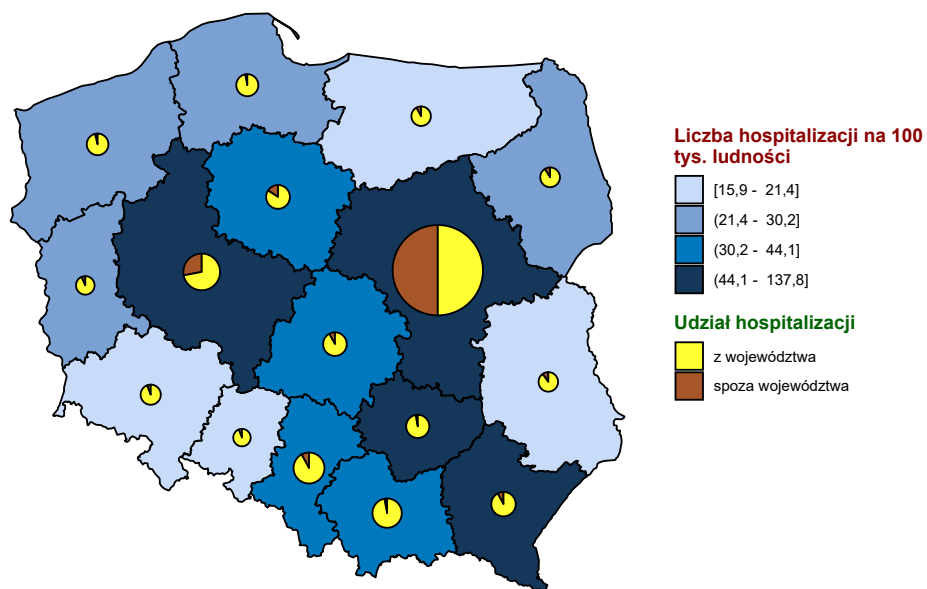 Liczba hospitalizacji na 100
tys. ludności
[15,9 - 21,4]
(21,4 - 30,2]
(30,2 - 44,1]
(44,1 - 137,8]
Udział hospitalizacji
z województwa
spoza województwa